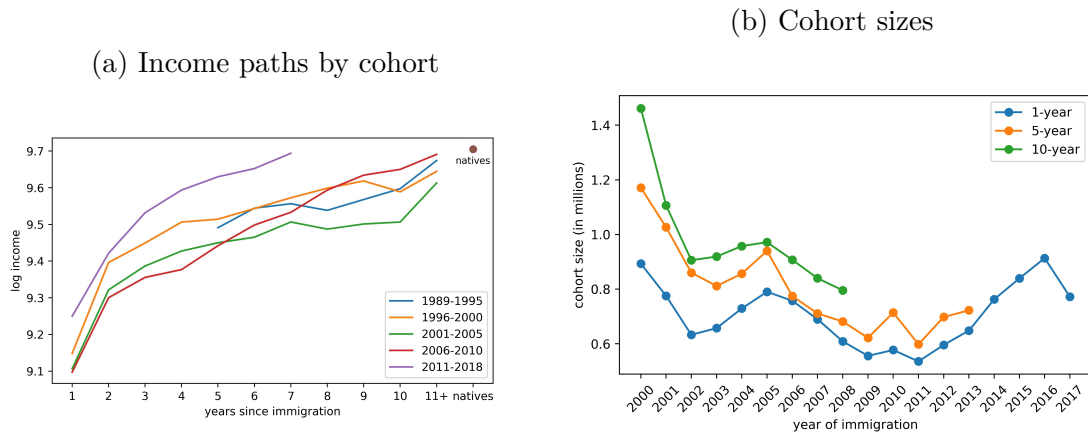 (a) Income paths by cohort
9.7
9.6
9.5
9.4
9.3
9.2
9.1
log income
natives
1989-1995
1996-2000
2001-2005
2006-2010
2011-2018
1 2 3 4 5 6 7 8 9 10 11+ natives
years since immigration
(b) Cohort sizes
1.4
1.2
1.0
0.8
0.6
cohort size (in millions)
1-year
5-year
10-year
2000 2001 2002 2003 2004 2005 2006 2007 2008 2009 2010 2011 2012 2013 2014 2015 2016 2017
year of immigration